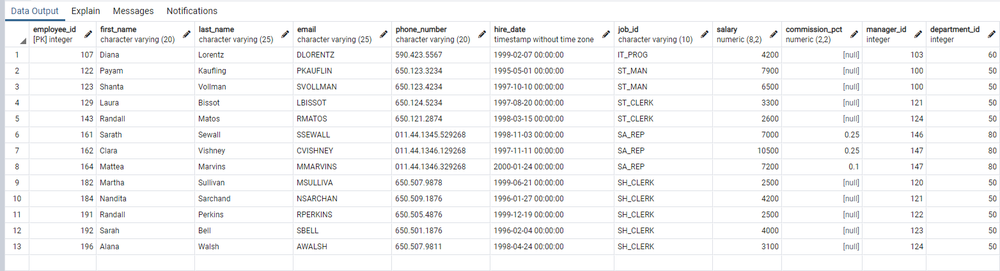 Data Output Explain Messages Notifications
employee_id first_name last_name email phone_number hire_date job_id salary commission_pct manager_id department_id
[PK] integer character varying (20) character varying (25) character varying (25) character varying (20) timestamp without time zone character varying (10) numeric (8,2) numeric (2,2) integer integer
1 107 Diana Lorentz DLORENTZ 590.423.5567 1999-02-07 00:00:00 IT_PROG 4200 [null] 103 60
2 122 Payam Kaufling PKAUFLIN 650.123.3234 1995-05-01 00:00:00 ST_MAN 7900 [null] 100 50
3 123 Shanta Vollman SVOLLMAN 650.123.4234 1997-10-10 00:00:00 ST_MAN 6500 [null] 100 50
4 129 Laura Bissot LBISSOT 650.124.5234 1997-08-20 00:00:00 ST_CLERK 3300 [null] 121 50
5 143 Randall Matos RMATOS 650.121.2874 1998-03-15 00:00:00 ST_CLERK 2600 [null] 124 50
6 161 Sarath Sewall SSEWALL 011.44.1345.529268 1998-11-03 00:00:00 SA_REP 7000 0.25 146 80
7 162 Clara Vishney CVISHNEY 011.44.1346.129268 1997-11-11 00:00:00 SA_REP 10500 0.25 147 80
8 164 Mattea Marvins MMARVINS 011.44.1346.329268 2000-01-24 00:00:00 SA_REP 7200 0.1 147 80
9 182 Martha Sullivan MSULLIVA 650.507.9878 1999-06-21 00:00:00 SH_CLERK 2500 [null] 120 50
10 184 Nandita Sarchand NSARCHAN 650.509.1876 1996-01-27 00:00:00 SH_CLERK 4200 [null] 121 50
11 191 Randall Perkins RPERKINS 650.505.4876 1999-12-19 00:00:00 SH_CLERK 2500 [null] 122 50
12 192 Sarah Bell SBELL 650.501.1876 1996-02-04 00:00:00 SH_CLERK 4000 [null] 123 50
13 196 Alana Walsh AWALSH 650.507.9811 1998-04-24 00:00:00 SH_CLERK 3100 [null] 124 50